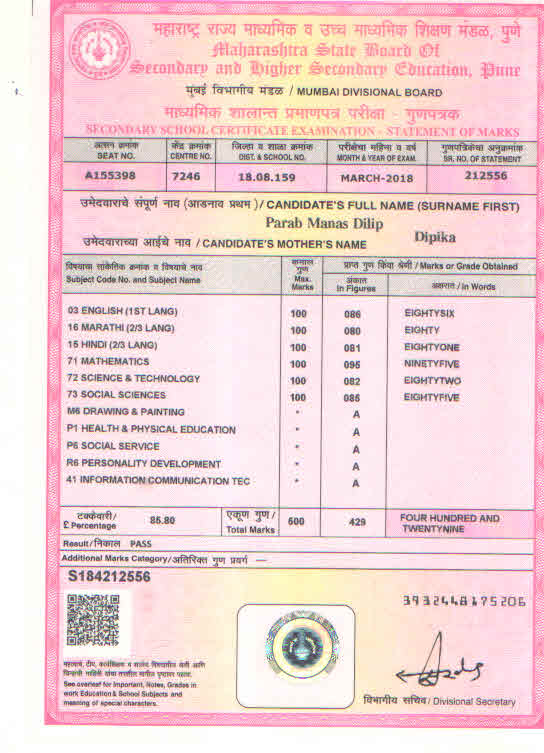 महाराष्ट्र राज्य माध्यमिक व उच्च माध्यमिक शिक्षण मंडळ, पुणे
Maharashtra State Board Of
Secondary and Higher Secondary Education, Pune
मुंबई विभागीय मंडळ / MUMBAI DIVISIONAL BOARD
माध्यमिक शालान्त प्रमाणपत्र परीक्षा - गुणपत्रक
SECONDARY SCHOOL CERTIFICATE EXAMINATION - STATEMENT OF MARKS
आसन क्रमांक केंद्र क्रमांक जिल्हा व शाळा क्रमांक परीक्षेचा महिना व वर्ष गुणपत्रिकेचा अनुक्रमांक
SEAT NO. CENTRE NO. DIST. & SCHOOL NO. MONTH & YEAR OF EXAM. SR. NO. OF STATEMENT
A155398 7246 18.08.159 MARCH-2018 212556
उमेदवाराचे संपूर्ण नाव (आडनाव प्रथम) / CANDIDATE'S FULL NAME (SURNAME FIRST)
Parab Manas Dilip
उमेदवाराच्या आईचे नाव / CANDIDATE'S MOTHER'S NAME Dipika
विषयाचा सांकेतिक क्रमांक व विषयाचे नाव कमाल गुण प्राप्त गुण किंवा श्रेणी / Marks or Grade Obtained
Subject Code No. and Subject Name Max. Marks अंकात In Figures अक्षरात / In Words
03 ENGLISH (1ST LANG) 100 086 EIGHTYSIX
16 MARATHI (2/3 LANG) 100 080 EIGHTY
15 HINDI (2/3 LANG) 100 081 EIGHTYONE
71 MATHEMATICS 100 095 NINETYFIVE
72 SCIENCE & TECHNOLOGY 100 082 EIGHTYTWO
73 SOCIAL SCIENCES 100 085 EIGHTYFIVE
M6 DRAWING & PAINTING * A
P1 HEALTH & PHYSICAL EDUCATION * A
P6 SOCIAL SERVICE * A
R6 PERSONALITY DEVELOPMENT * A
41 INFORMATION COMMUNICATION TEC * A
टक्केवारी/ एकूण गुण / FOUR HUNDRED AND
£ Percentage 85.80 Total Marks 500 429 TWENTYNINE
Result/निकाल PASS
Additional Marks Category/अतिरिक्त गुण प्रवर्ग —
S184212556
3932448175206
See overleaf for Important, Notes, Grades in
work Education & School Subjects and
meaning of special characters.
विभागीय सचिव / Divisional Secretary